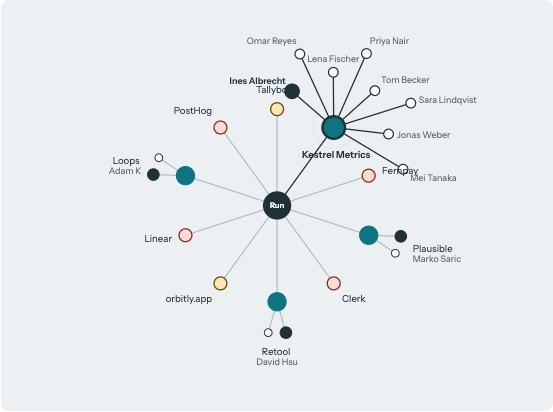 Omar Reyes
Priya Nair
Lena Fischer
Ines Albrecht
Tallybo
Tom Becker
Sara Lindqvist
PostHog
Jonas Weber
Kestrel Metrics
Loops
Adam K
Fernpay
Mei Tanaka
Run
Linear
Plausible
Marko Saric
orbitly.app
Clerk
Retool
David Hsu